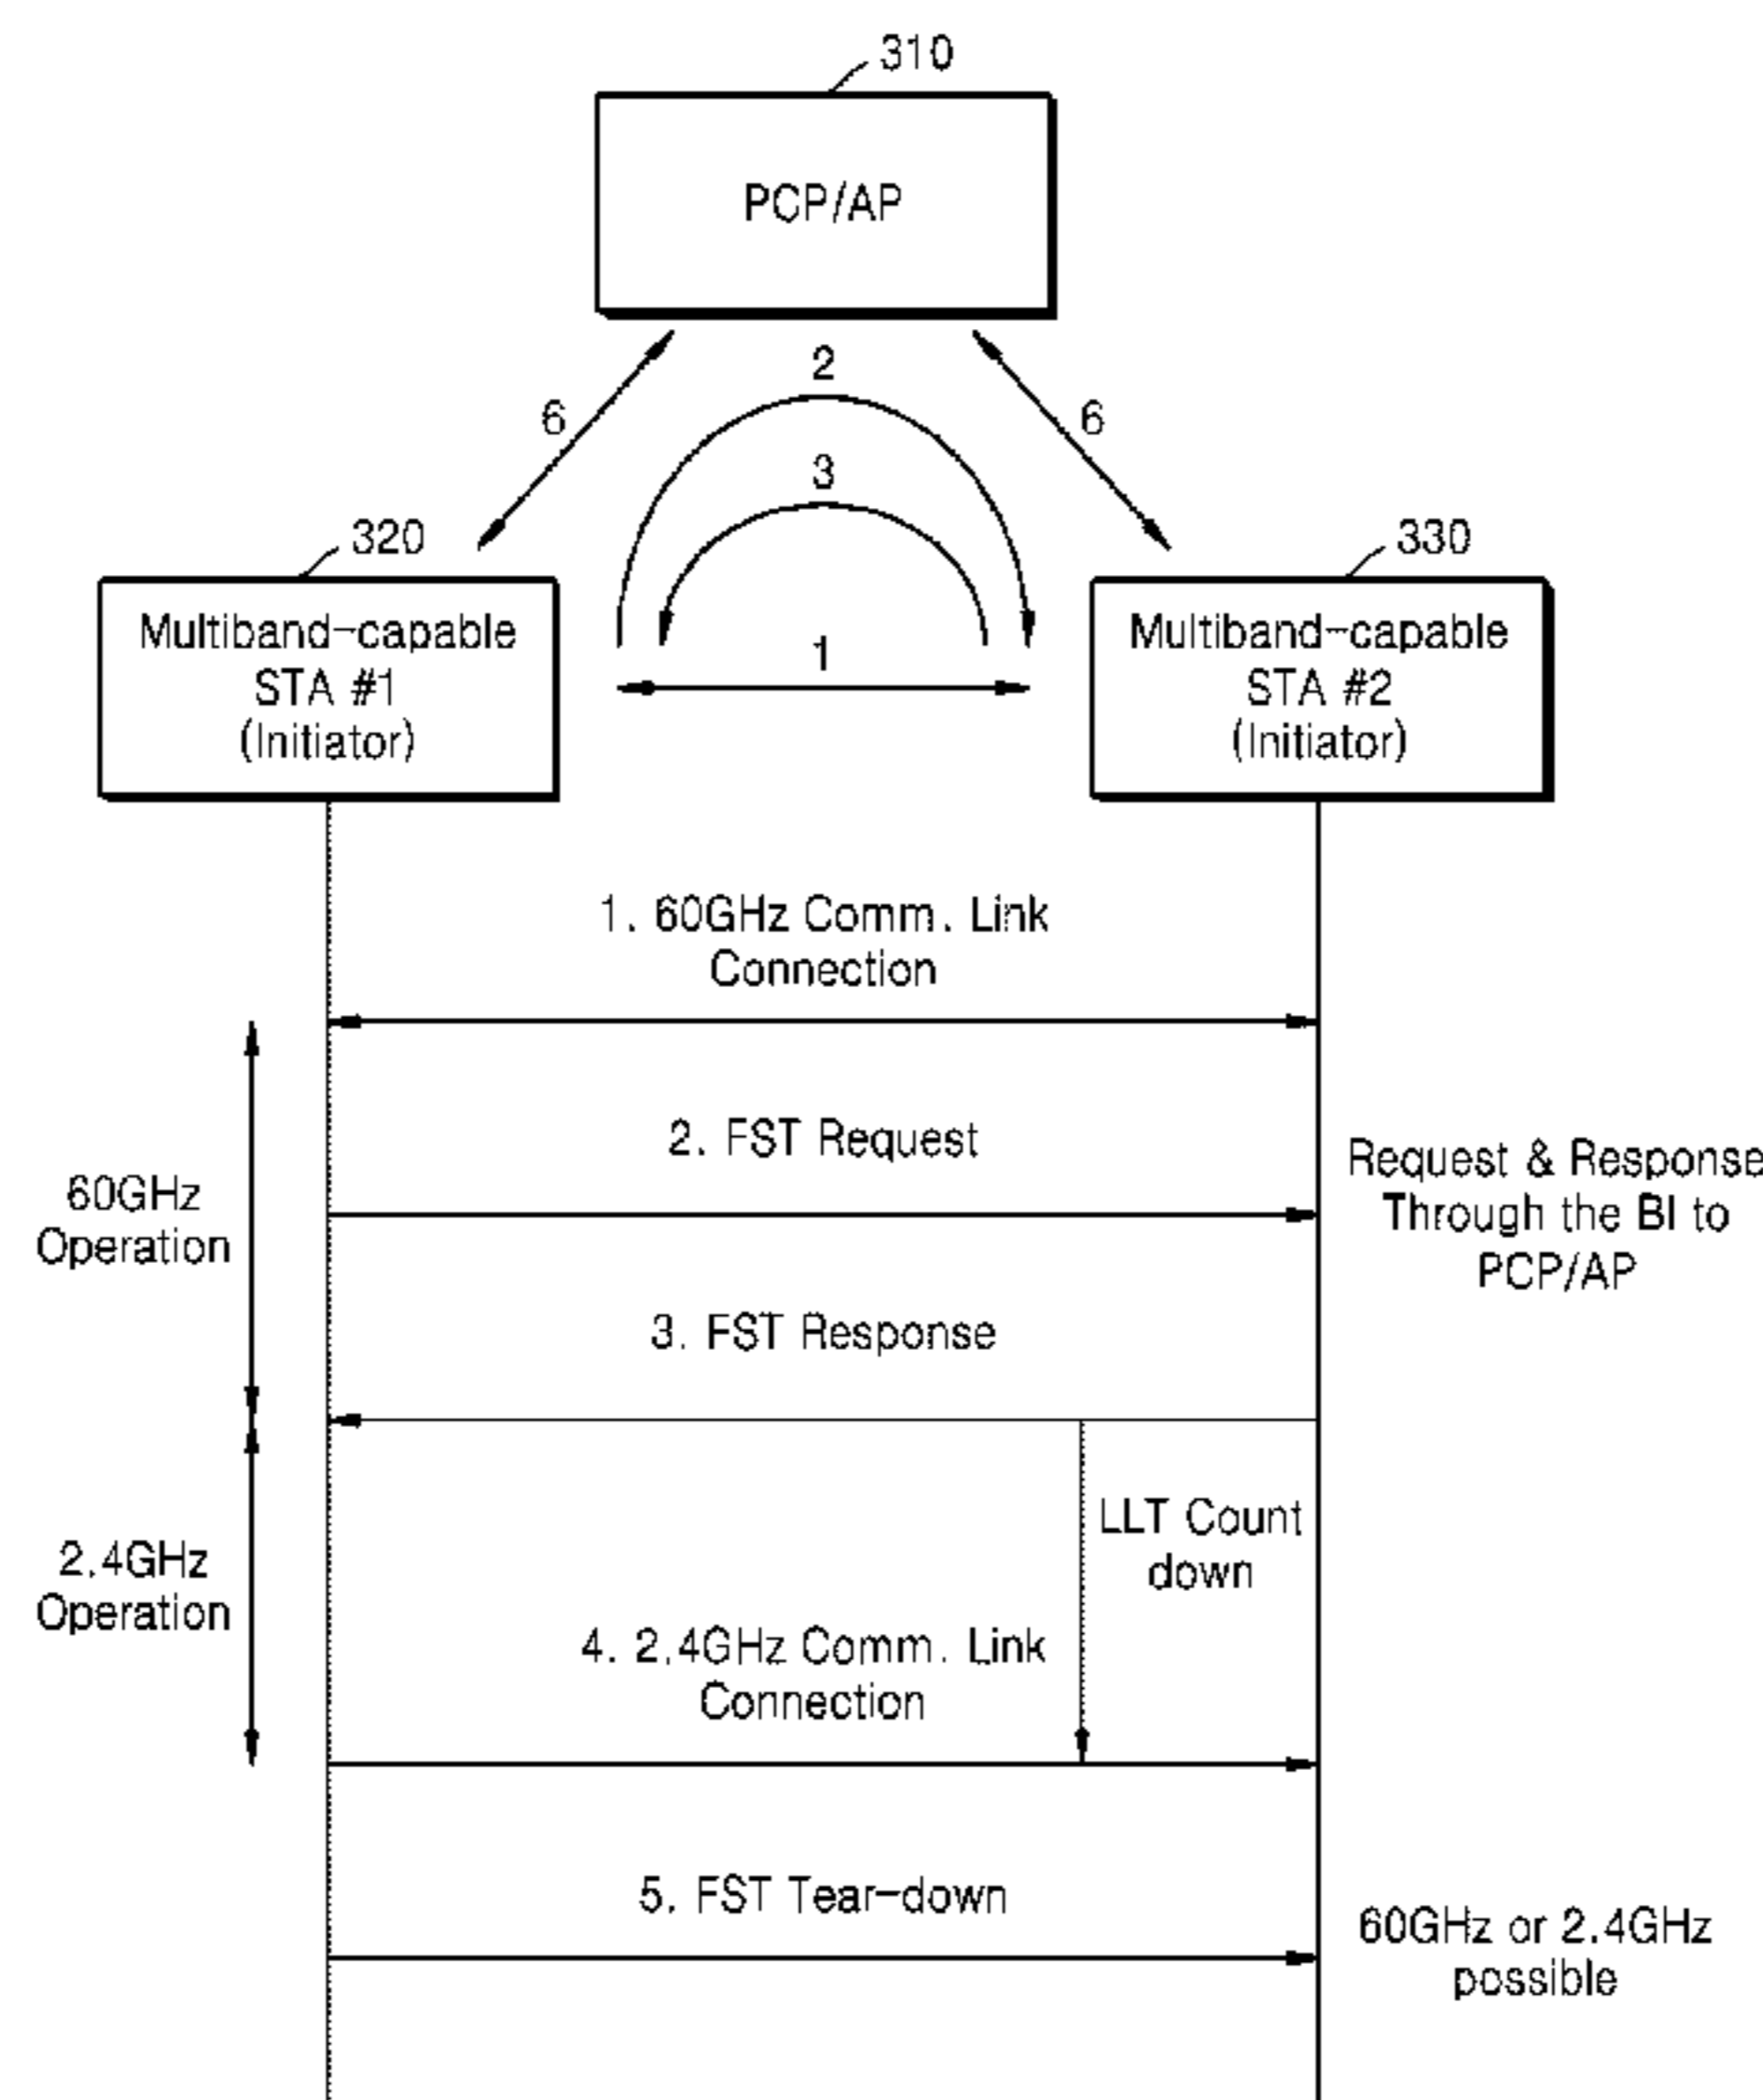 310
PCP/AP
2
6
6
3
320
330
Multiband-capable
STA #1
(Initiator)
1
Multiband-capable
STA #2
(Initiator)
1. 60GHz Comm. Link
Connection
2. FST Request
Request & Response
Through the BI to
PCP/AP
60GHz
Operation
3. FST Response
LLT Count
down
2.4GHz
Operation
4. 2.4GHz Comm. Link
Connection
5. FST Tear-down
60GHz or 2.4GHz
possible